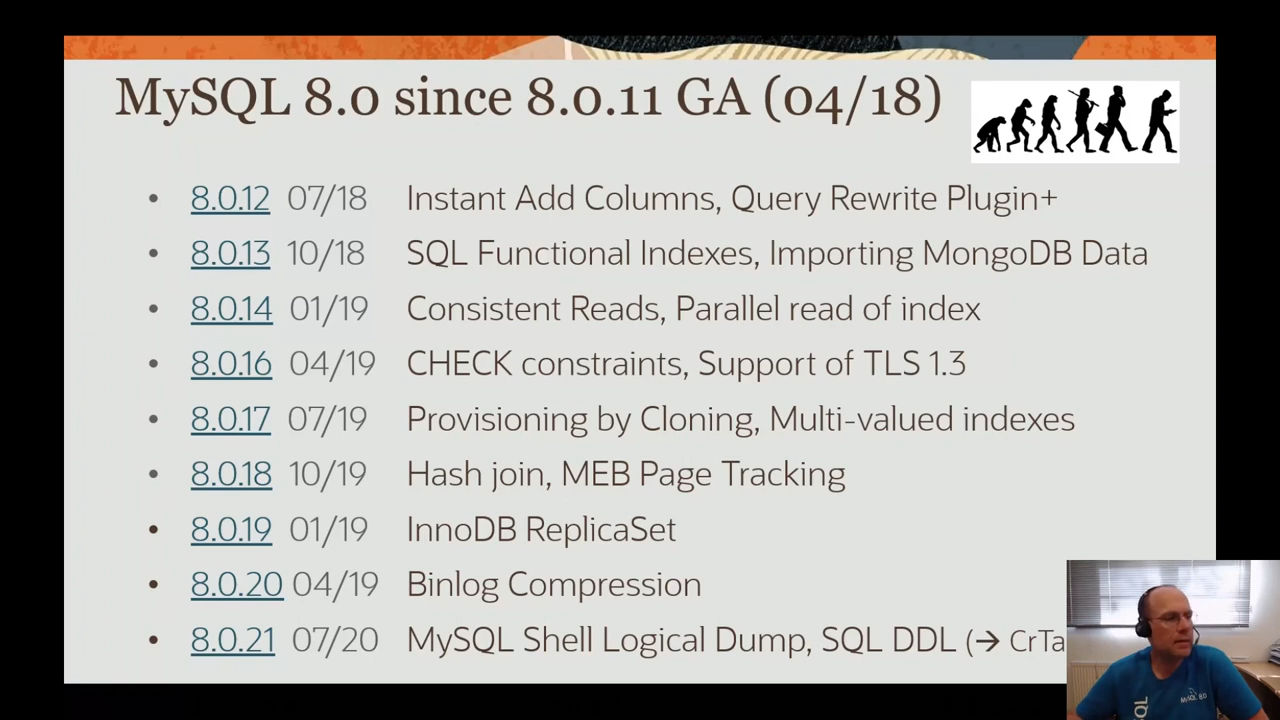 MySQL 8.0 since 8.0.11 GA (04/18)
• 8.0.12 07/18 Instant Add Columns, Query Rewrite Plugin+
• 8.0.13 10/18 SQL Functional Indexes, Importing MongoDB Data
• 8.0.14 01/19 Consistent Reads, Parallel read of index
• 8.0.16 04/19 CHECK constraints, Support of TLS 1.3
• 8.0.17 07/19 Provisioning by Cloning, Multi-valued indexes
• 8.0.18 10/19 Hash join, MEB Page Tracking
• 8.0.19 01/19 InnoDB ReplicaSet
• 8.0.20 04/19 Binlog Compression
• 8.0.21 07/20 MySQL Shell Logical Dump, SQL DDL (→ CrTa
MySQL 8.0